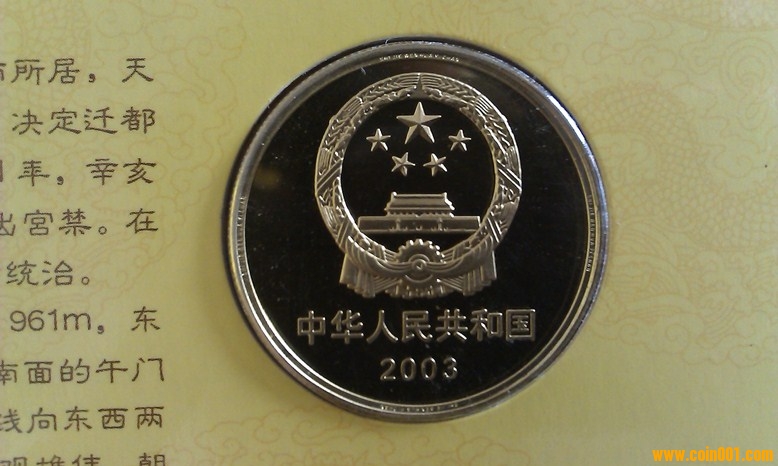 所居，天
决定迁都
年，辛亥
出宫禁。在
统治。
961m，东
南面的午门
线向东西两
中华人民共和国
2003
www.coin001.com